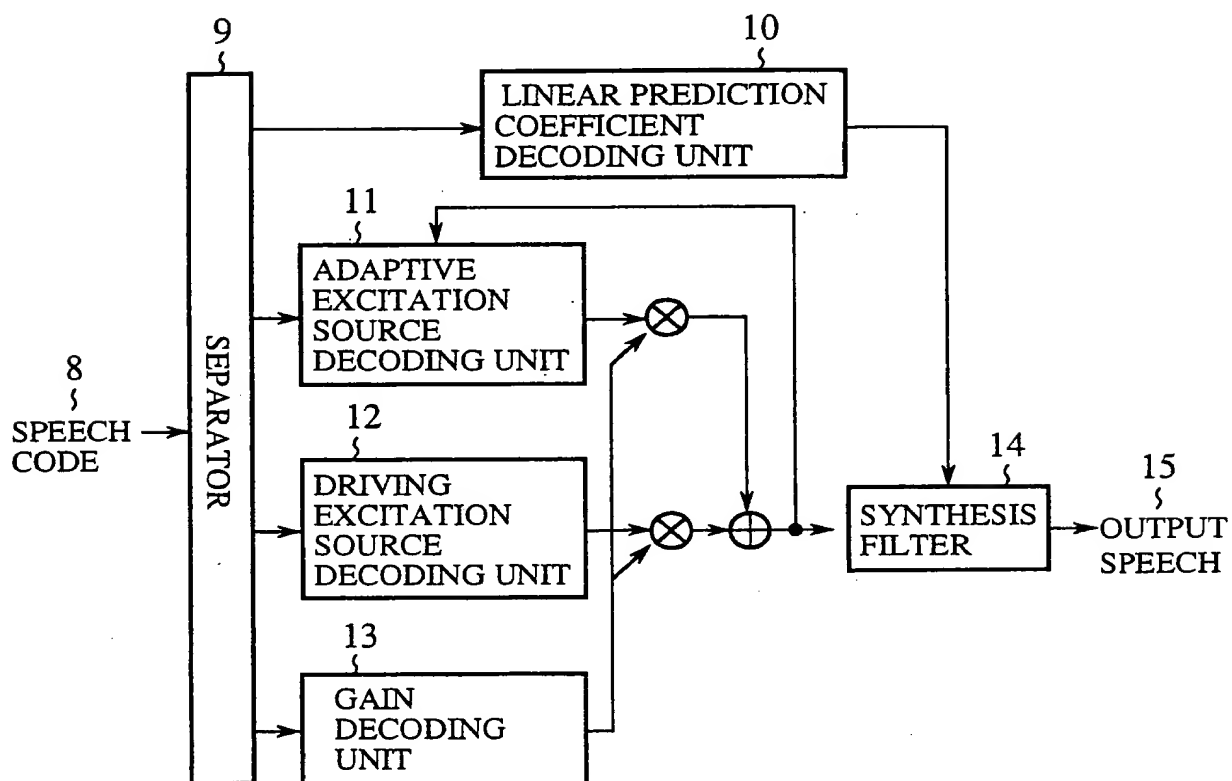 9
10
LINEAR PREDICTION
COEFFICIENT
DECODING UNIT
11
ADAPTIVE
EXCITATION
SOURCE
DECODING UNIT
SEPARATOR
8
SPEECH
CODE
12
DRIVING
EXCITATION
SOURCE
DECODING UNIT
14
SYNTHESIS
FILTER
15
OUTPUT
SPEECH
13
GAIN
DECODING
UNIT